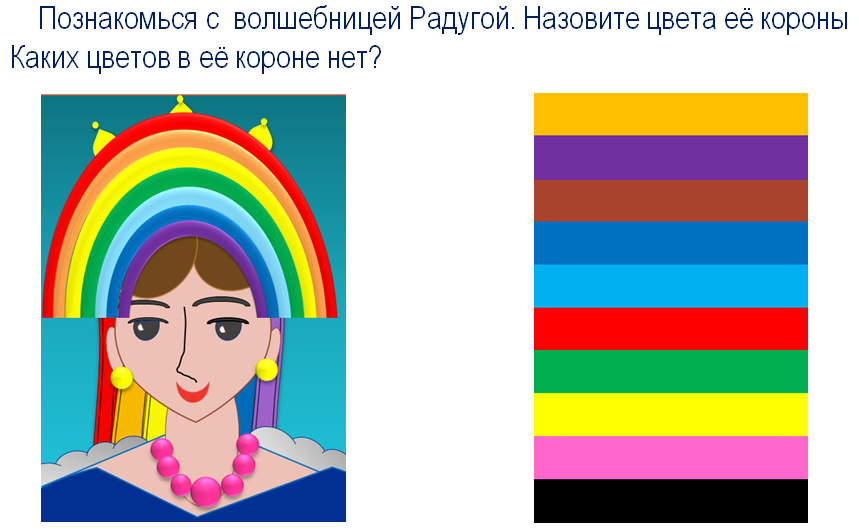 Познакомься с волшебницей Радугой. Назовите цвета её короны
Каких цветов в её короне нет?